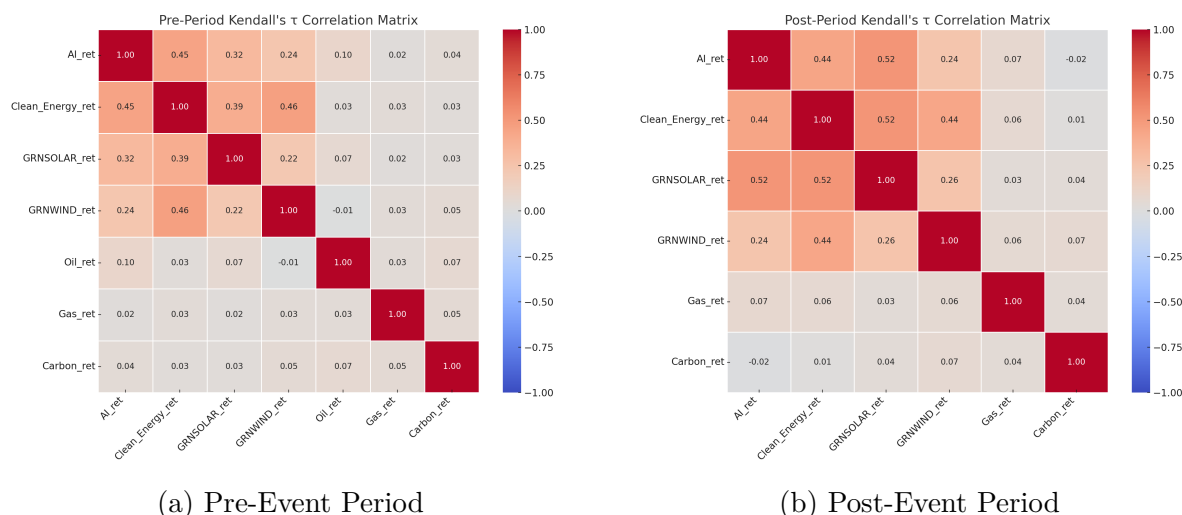 Pre-Period Kendall's τ Correlation Matrix
AI_ret 1.00 0.45 0.32 0.24 0.10 0.02 0.04
Clean_Energy_ret 0.45 1.00 0.39 0.46 0.03 0.03 0.03
GRNSOLAR_ret 0.32 0.39 1.00 0.22 0.07 0.02 0.03
GRNWIND_ret 0.24 0.46 0.22 1.00 -0.01 0.03 0.05
Oil_ret 0.10 0.03 0.07 -0.01 1.00 0.03 0.07
Gas_ret 0.02 0.03 0.02 0.03 0.03 1.00 0.05
Carbon_ret 0.04 0.03 0.03 0.05 0.07 0.05 1.00
AI_ret Clean_Energy_ret GRNSOLAR_ret GRNWIND_ret Oil_ret Gas_ret Carbon_ret
1.00
0.75
0.50
0.25
0.00
−0.25
−0.50
−0.75
−1.00
(a) Pre-Event Period
Post-Period Kendall's τ Correlation Matrix
AI_ret 1.00 0.44 0.52 0.24 0.07 -0.02
Clean_Energy_ret 0.44 1.00 0.52 0.44 0.06 0.01
GRNSOLAR_ret 0.52 0.52 1.00 0.26 0.03 0.04
GRNWIND_ret 0.24 0.44 0.26 1.00 0.06 0.07
Gas_ret 0.07 0.06 0.03 0.06 1.00 0.04
Carbon_ret -0.02 0.01 0.04 0.07 0.04 1.00
AI_ret Clean_Energy_ret GRNSOLAR_ret GRNWIND_ret Gas_ret Carbon_ret
1.00
0.75
0.50
0.25
0.00
−0.25
−0.50
−0.75
−1.00
(b) Post-Event Period